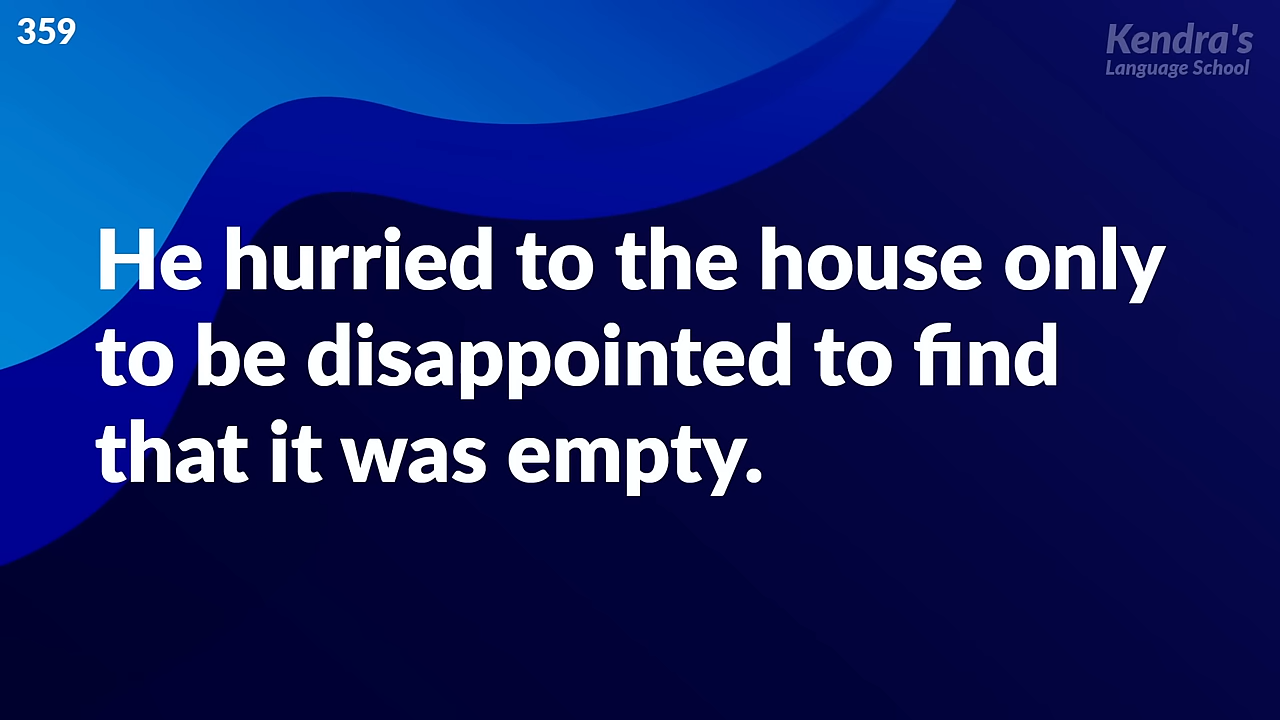 359
Kendra's
Language School
He hurried to the house only
to be disappointed to find
that it was empty.